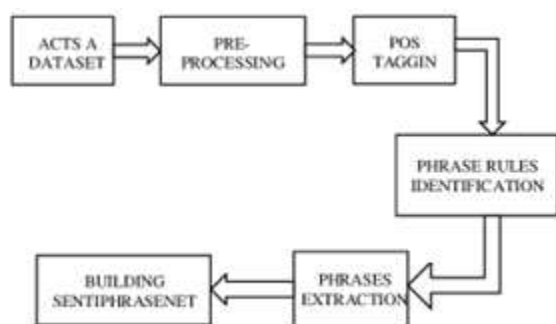 ACTS A
DATASET
PRE-
PROCESSING
POS
TAGGIN
PHRASE RULES
IDENTIFICATION
PHRASES
EXTRACTION
BUILDING
SENTIPHRASENET